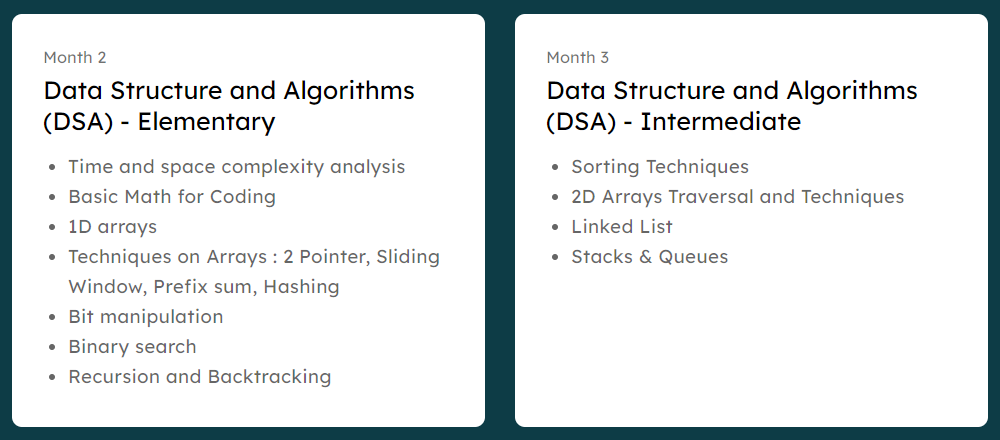 Month 2
Data Structure and Algorithms
(DSA) - Elementary
• Time and space complexity analysis
• Basic Math for Coding
• 1D arrays
• Techniques on Arrays : 2 Pointer, Sliding
Window, Prefix sum, Hashing
• Bit manipulation
• Binary search
• Recursion and Backtracking
Month 3
Data Structure and Algorithms
(DSA) - Intermediate
• Sorting Techniques
• 2D Arrays Traversal and Techniques
• Linked List
• Stacks & Queues